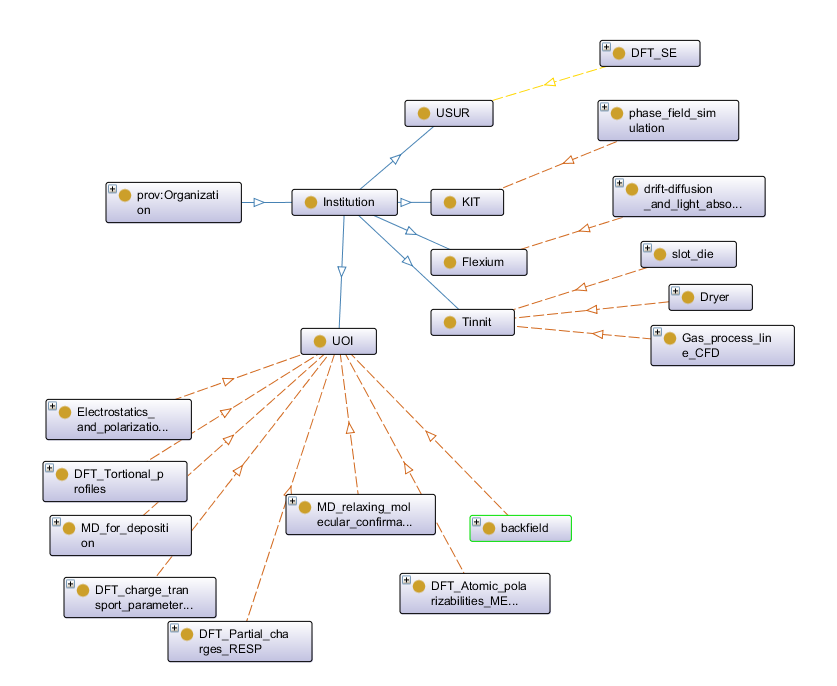 DFT_SE
USUR
phase_field_sim
ulation
prov:Organizati
on
Institution
KIT
drift-diffusion
_and_light_abso...
Flexium
slot_die
Dryer
Tinnit
Gas_process_lin
e_CFD
UOI
Electrostatics_
and_polarizatio...
DFT_Tortional_p
rofiles
MD_relaxing_mol
ecular_confirma...
MD_for_depositi
on
backfield
DFT_charge_tran
sport_parameter...
DFT_Atomic_pola
rizabilities_ME...
DFT_Partial_cha
rges_RESP